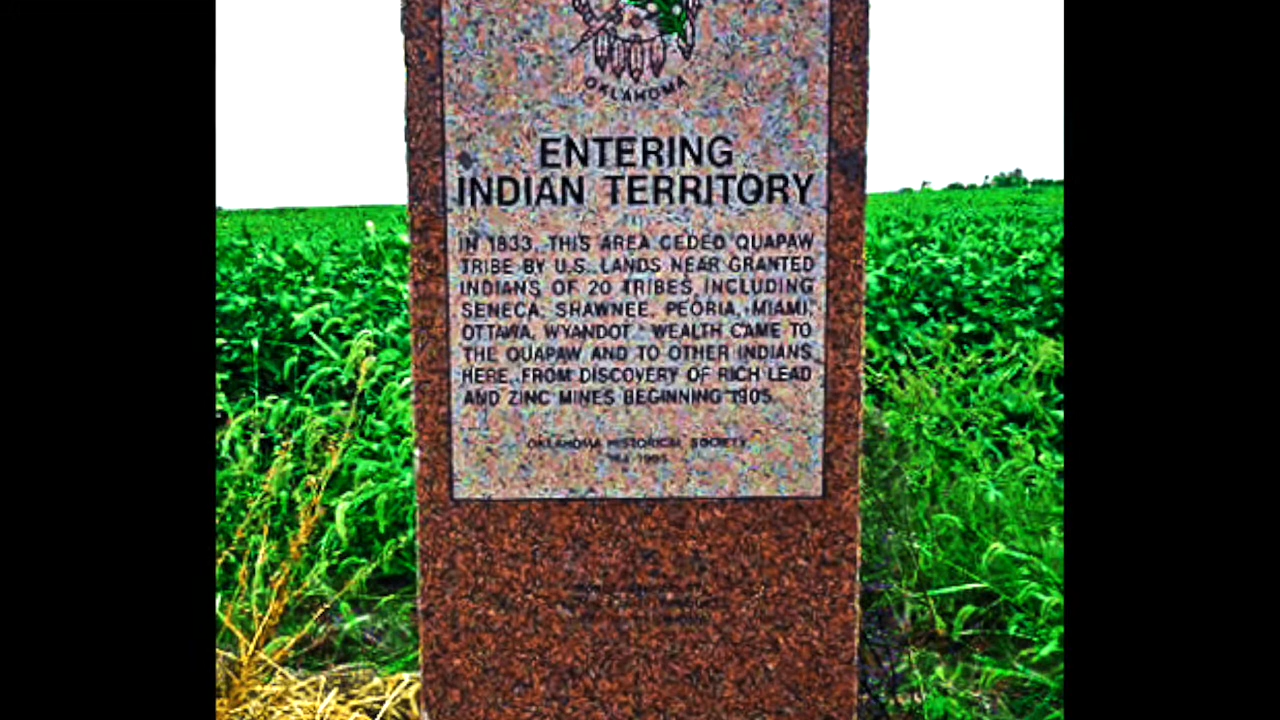 OKLAHOMA
ENTERING
INDIAN TERRITORY
IN 1833, THIS AREA CEDED QUAPAW
TRIBE BY U.S. LANDS NEAR GRANTED
INDIANS OF 20 TRIBES, INCLUDING
SENECA, SHAWNEE, PEORIA, MIAMI,
OTTAWA, WYANDOT. WEALTH CAME TO
THE QUAPAW AND TO OTHER INDIANS
HERE, FROM DISCOVERY OF RICH LEAD
AND ZINC MINES BEGINNING 1905.
OKLAHOMA HISTORICAL SOCIETY